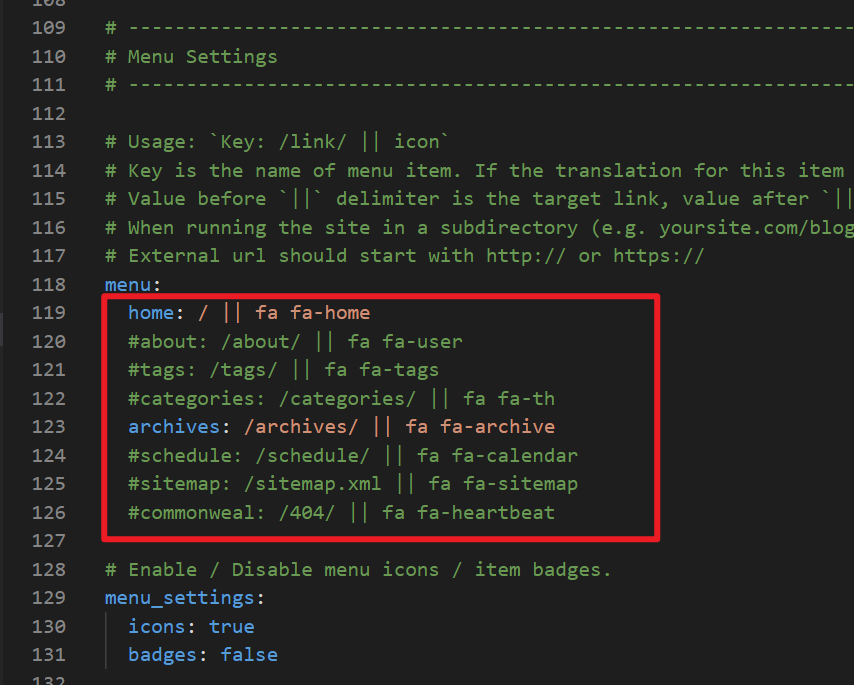 108
109 # ---------------------------------------------------------------
110 # Menu Settings
111 # ---------------------------------------------------------------
112
113 # Usage: `Key: /link/ || icon`
114 # Key is the name of menu item. If the translation for this item
115 # Value before `||` delimiter is the target link, value after `||
116 # When running the site in a subdirectory (e.g. yoursite.com/blog
117 # External url should start with http:// or https://
118 menu:
119 home: / || fa fa-home
120 #about: /about/ || fa fa-user
121 #tags: /tags/ || fa fa-tags
122 #categories: /categories/ || fa fa-th
123 archives: /archives/ || fa fa-archive
124 #schedule: /schedule/ || fa fa-calendar
125 #sitemap: /sitemap.xml || fa fa-sitemap
126 #commonweal: /404/ || fa fa-heartbeat
127
128 # Enable / Disable menu icons / item badges.
129 menu_settings:
130 icons: true
131 badges: false
132